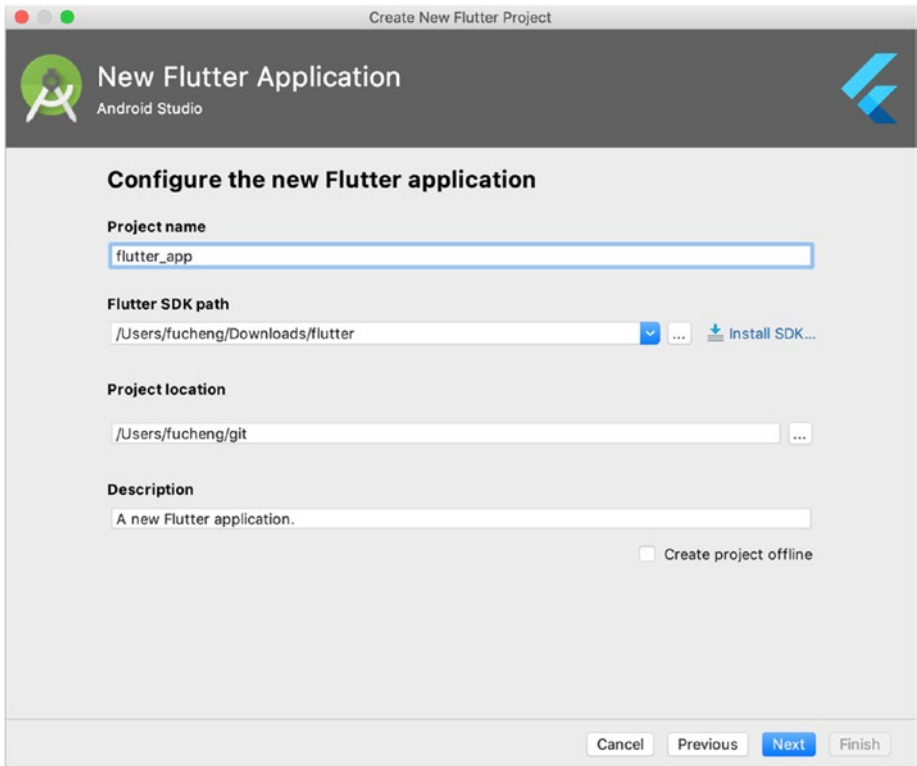 Create New Flutter Project
New Flutter Application
Android Studio
Configure the new Flutter application
Project name
flutter_app
Flutter SDK path
/Users/fucheng/Downloads/flutter
...
Install SDK...
Project location
/Users/fucheng/git
...
Description
A new Flutter application.
Create project offline
Cancel Previous Next Finish